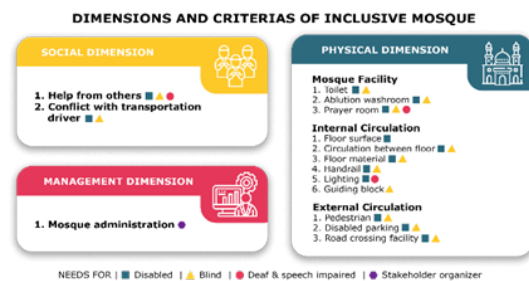 DIMENSIONS AND CRITERIAS OF INCLUSIVE MOSQUE
SOCIAL DIMENSION
1. Help from others
2. Conflict with transportation
driver
MANAGEMENT DIMENSION
1. Mosque administration
PHYSICAL DIMENSION
Mosque Facility
1. Toilet
2. Ablution washroom
3. Prayer room
Internal Circulation
1. Floor surface
2. Circulation between floor
3. Floor material
4. Handrail
5. Lighting
6. Guiding block
External Circulation
1. Pedestrian
2. Disabled parking
3. Road crossing facility
NEEDS FOR | Disabled | Blind | Deaf & speech impaired | Stakeholder organizer